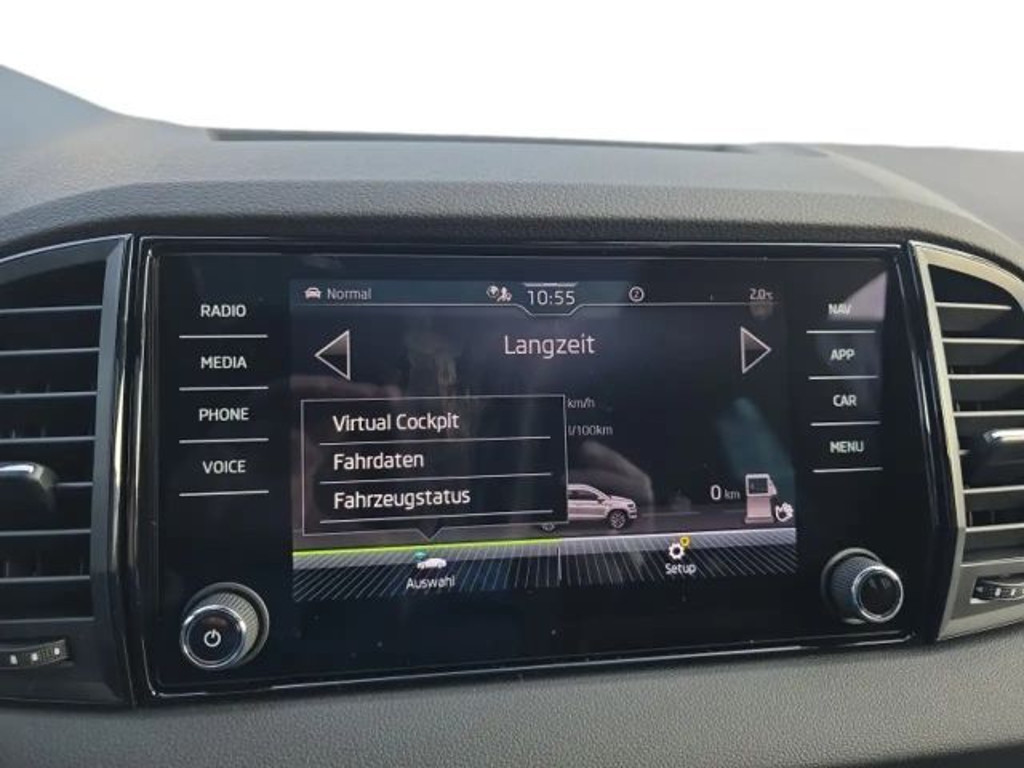 RADIO
MEDIA
PHONE
VOICE
Normal
10:55
2
2.0°C
Langzeit
km/h
l/100km
Virtual Cockpit
Fahrdaten
Fahrzeugstatus
0 km
Auswahl
Setup
NAV
APP
CAR
MENU